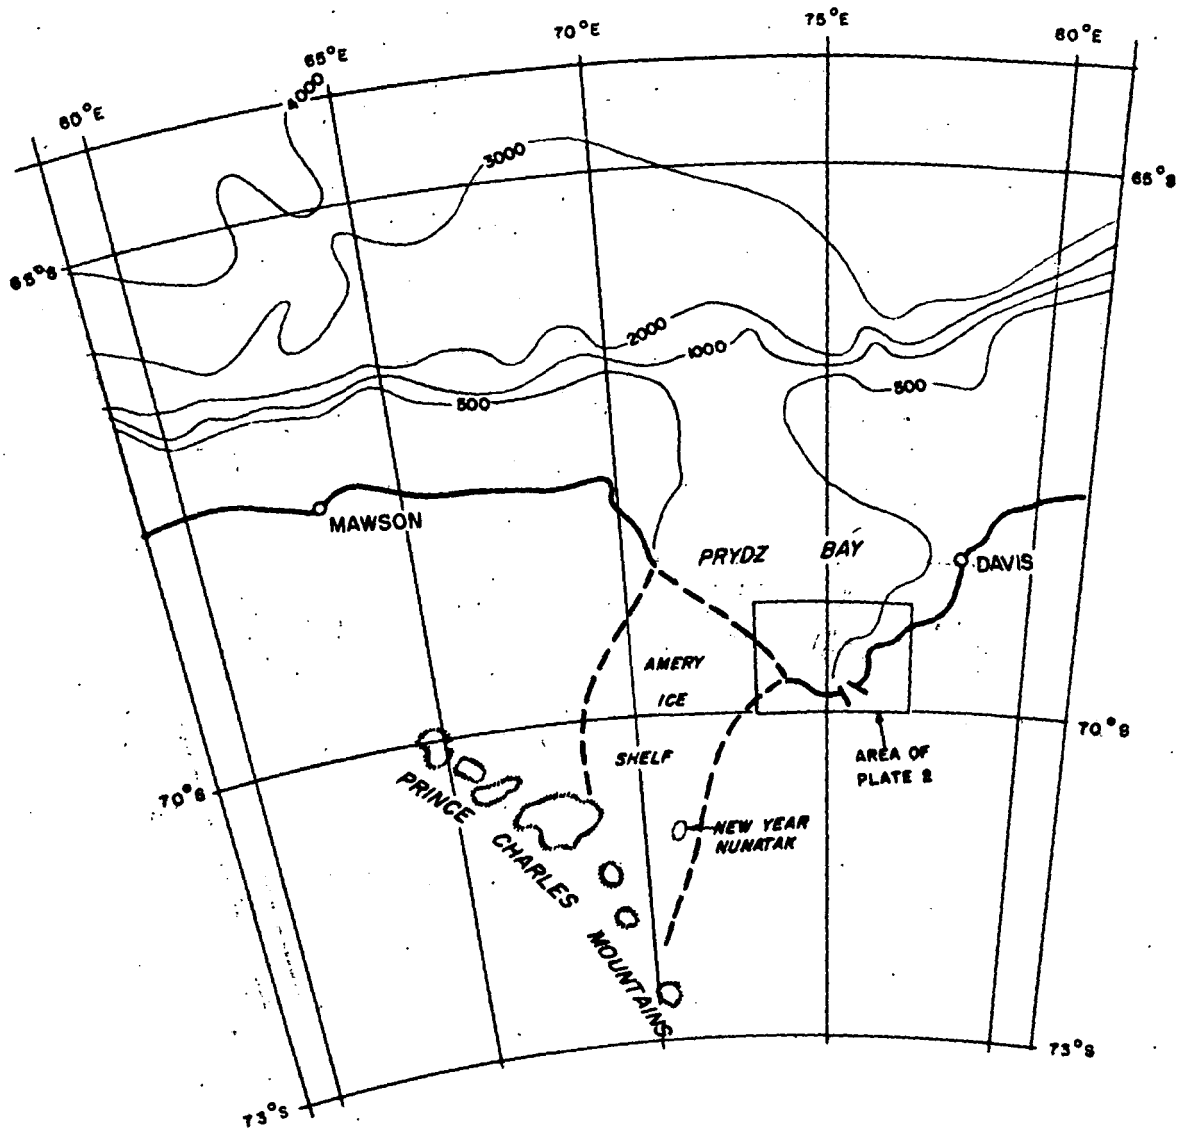 75°E
70°E
80°E
65°E
60°E
4000
3000
65°S
65°S
2000
1000
500
500
MAWSON
PRYDZ BAY
DAVIS
AMERY
ICE
SHELF
70°S
70°S
AREA OF
PLATE 2
PRINCE
CHARLES
MOUNTAINS
NEW YEAR
NUNATAK
73°S
73°S